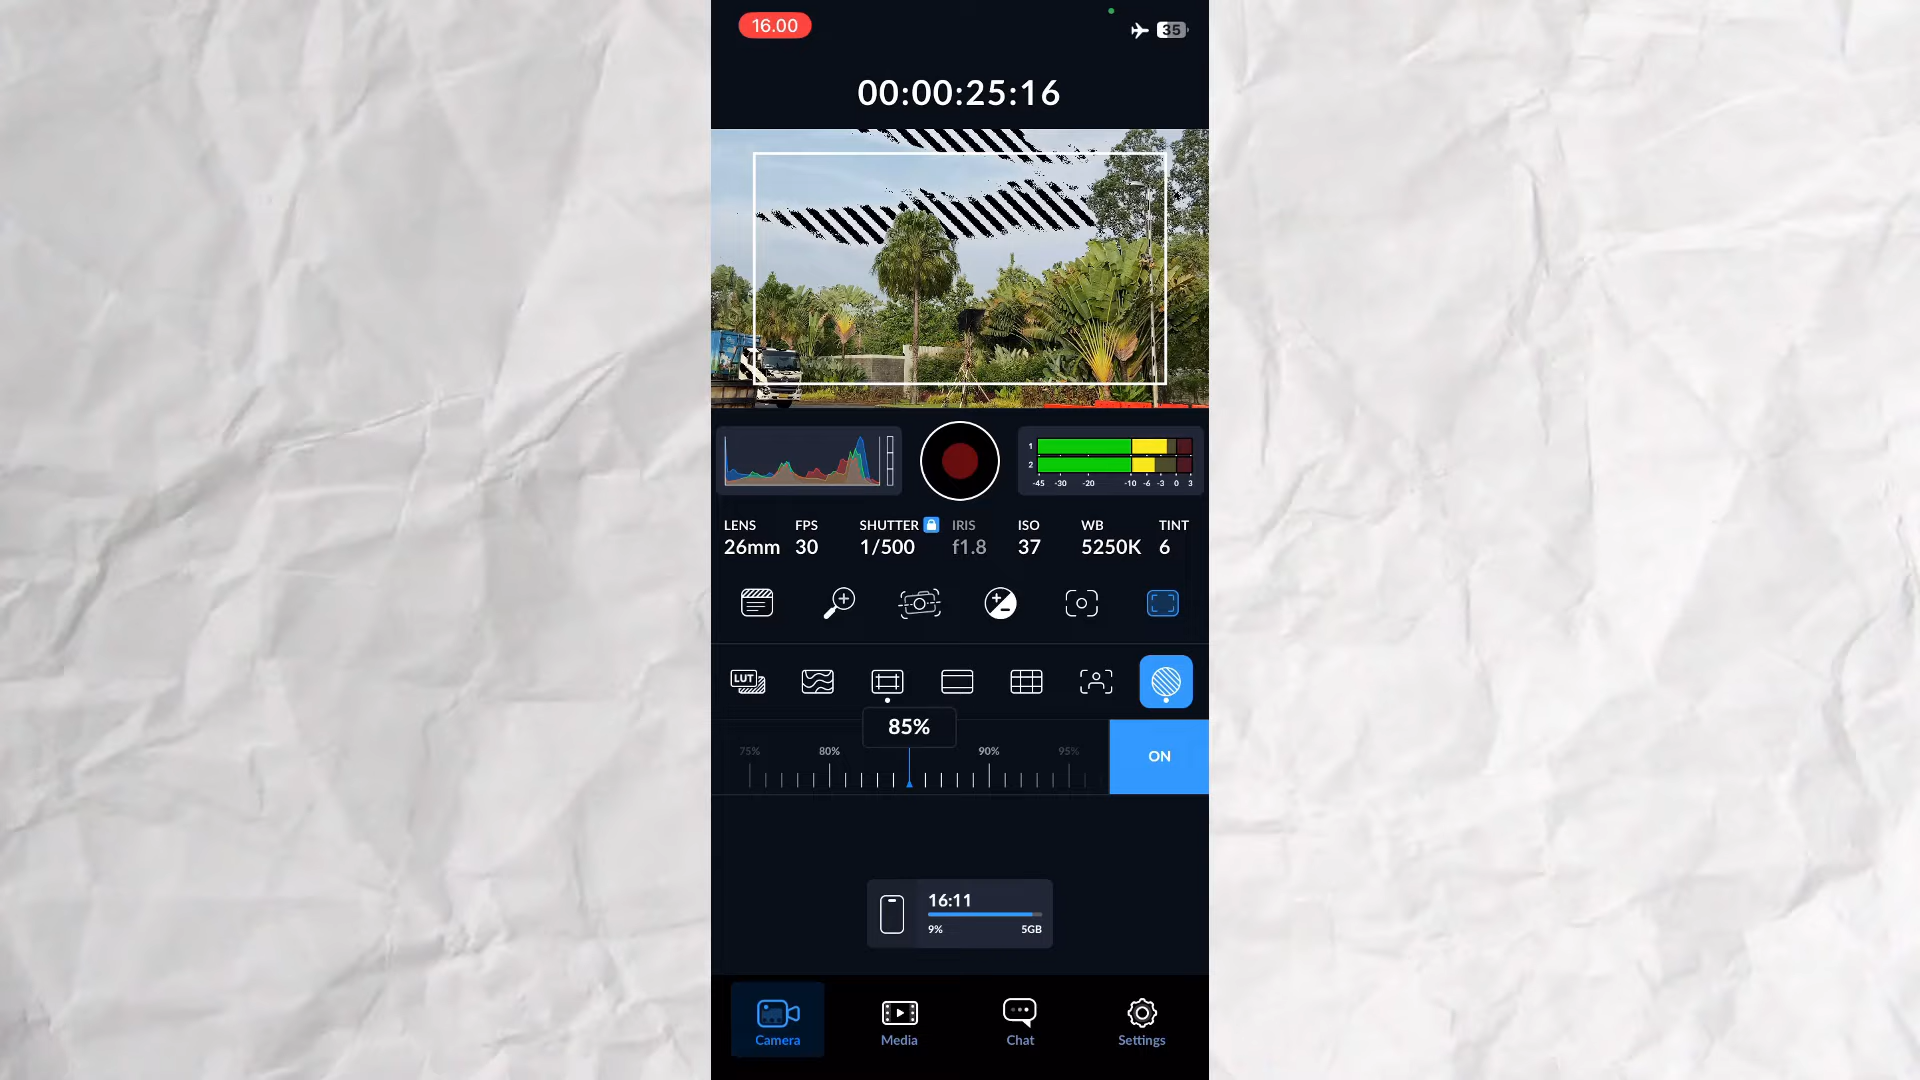 16.00
35
00:00:25:16
1
2
-45 -30 -20 -10 -6 -3 0 3
LENS FPS SHUTTER IRIS ISO WB TINT
26mm 30 1/500 f1.8 37 5250K 6
LUT
85%
75% 80% 90% 95%
ON
16:11
9% 5GB
Camera Media Chat Settings